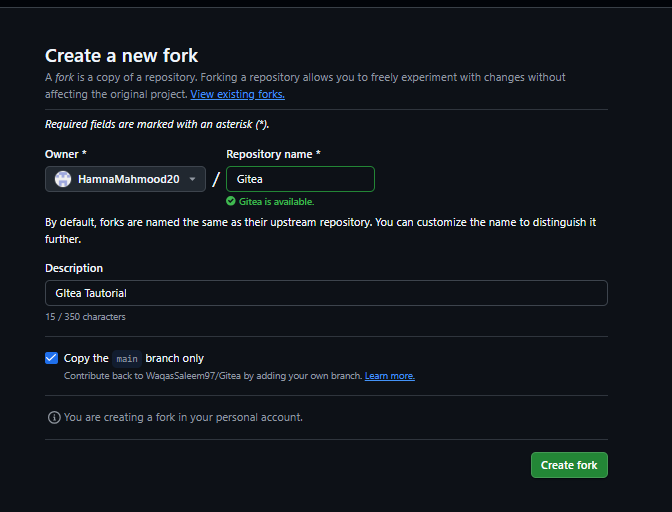 Create a new fork
A fork is a copy of a repository. Forking a repository allows you to freely experiment with changes without
affecting the original project. View existing forks.
Required fields are marked with an asterisk (*).
Owner *
Repository name *
HamnaMahmood20
/
Gitea
Gitea is available.
By default, forks are named the same as their upstream repository. You can customize the name to distinguish it
further.
Description
GItea Tautorial
15 / 350 characters
Copy the main branch only
Contribute back to WaqasSaleem97/Gitea by adding your own branch. Learn more.
You are creating a fork in your personal account.
Create fork